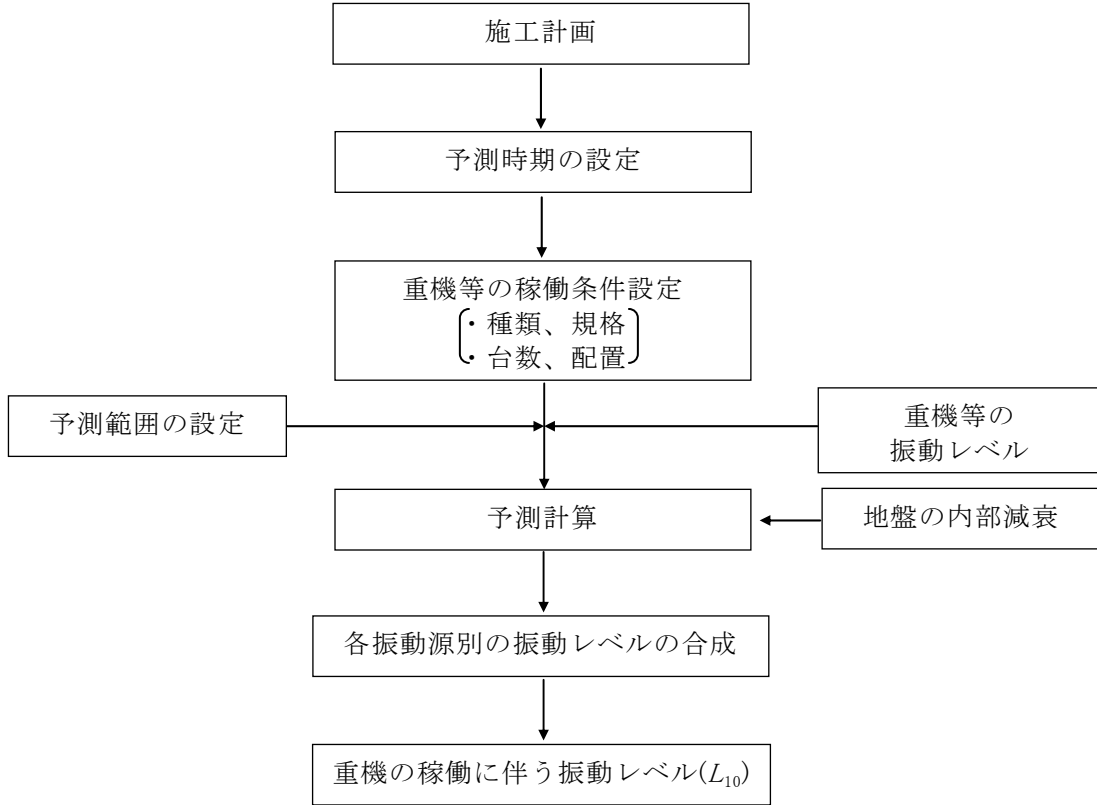 施工計画
予測時期の設定
重機等の稼働条件設定
・種類、規格
・台数、配置
予測範囲の設定
重機等の
振動レベル
予測計算
地盤の内部減衰
各振動源別の振動レベルの合成
重機の稼働に伴う振動レベル(L10)